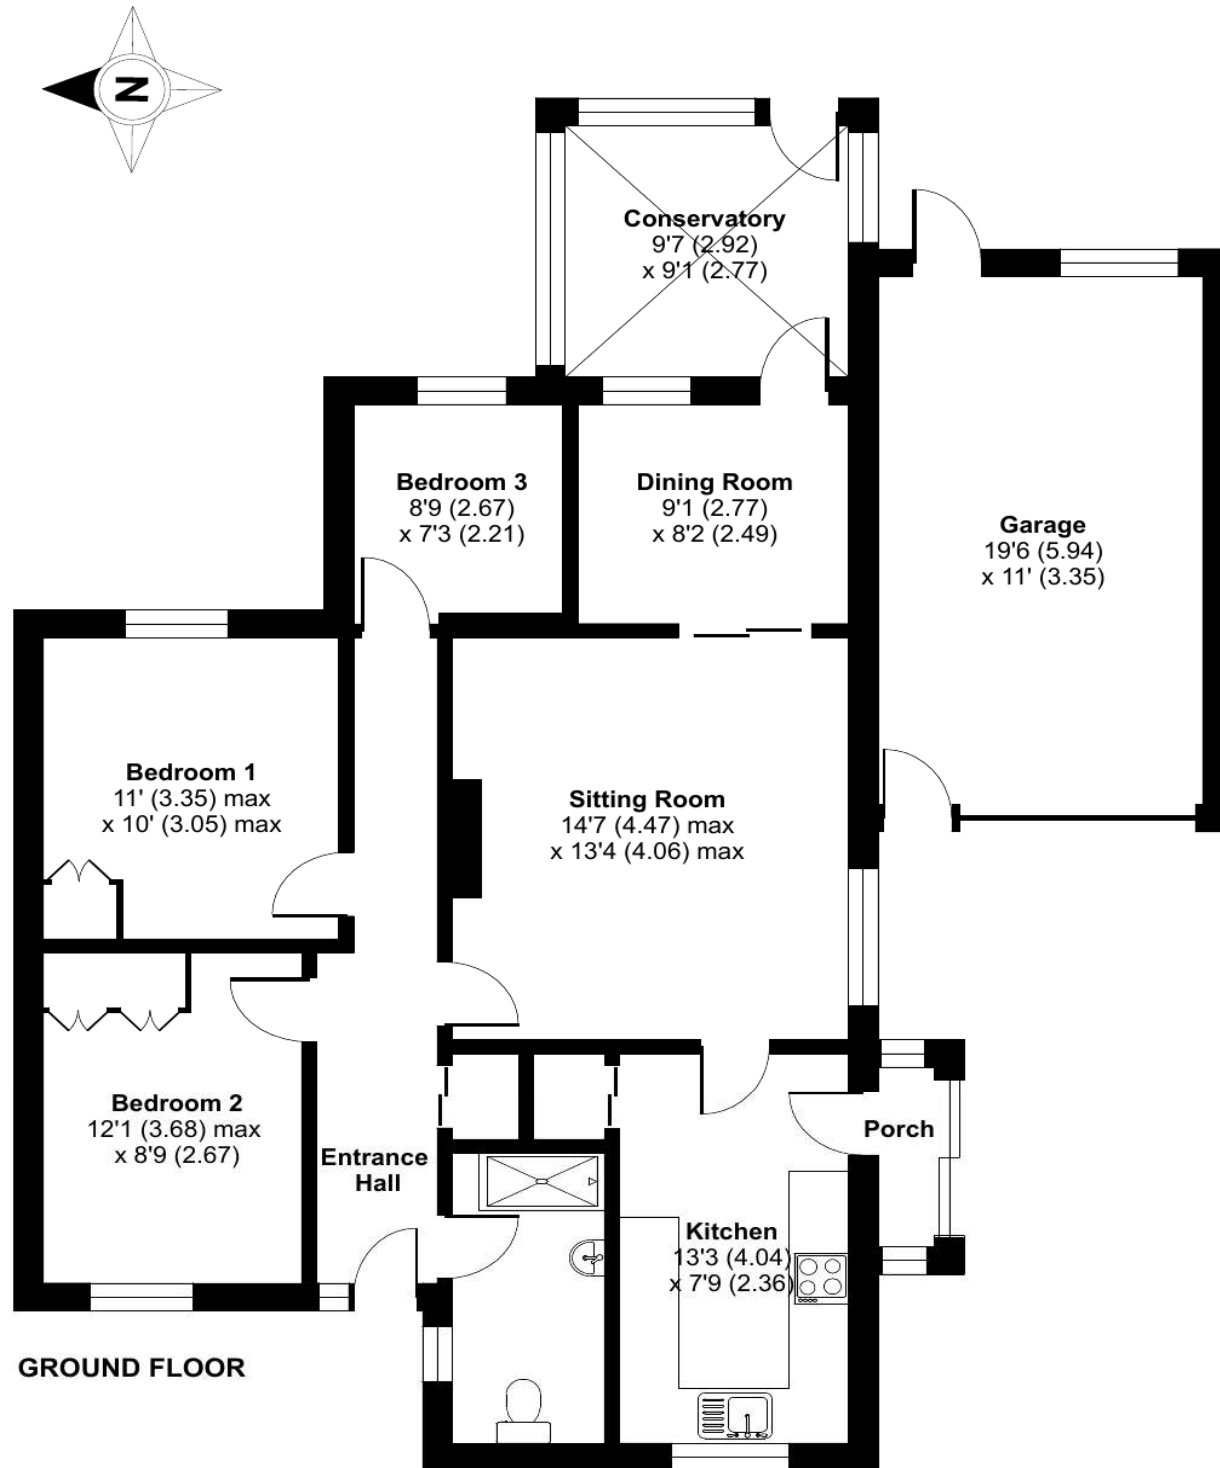 N
Conservatory
9'7 (2.92)
x 9'1 (2.77)
Bedroom 3
8'9 (2.67)
x 7'3 (2.21)
Dining Room
9'1 (2.77)
x 8'2 (2.49)
Garage
19'6 (5.94)
x 11' (3.35)
Bedroom 1
11' (3.35) max
x 10' (3.05) max
Sitting Room
14'7 (4.47) max
x 13'4 (4.06) max
Bedroom 2
12'1 (3.68) max
x 8'9 (2.67)
Entrance
Hall
Porch
Kitchen
13'3 (4.04)
x 7'9 (2.36)
GROUND FLOOR